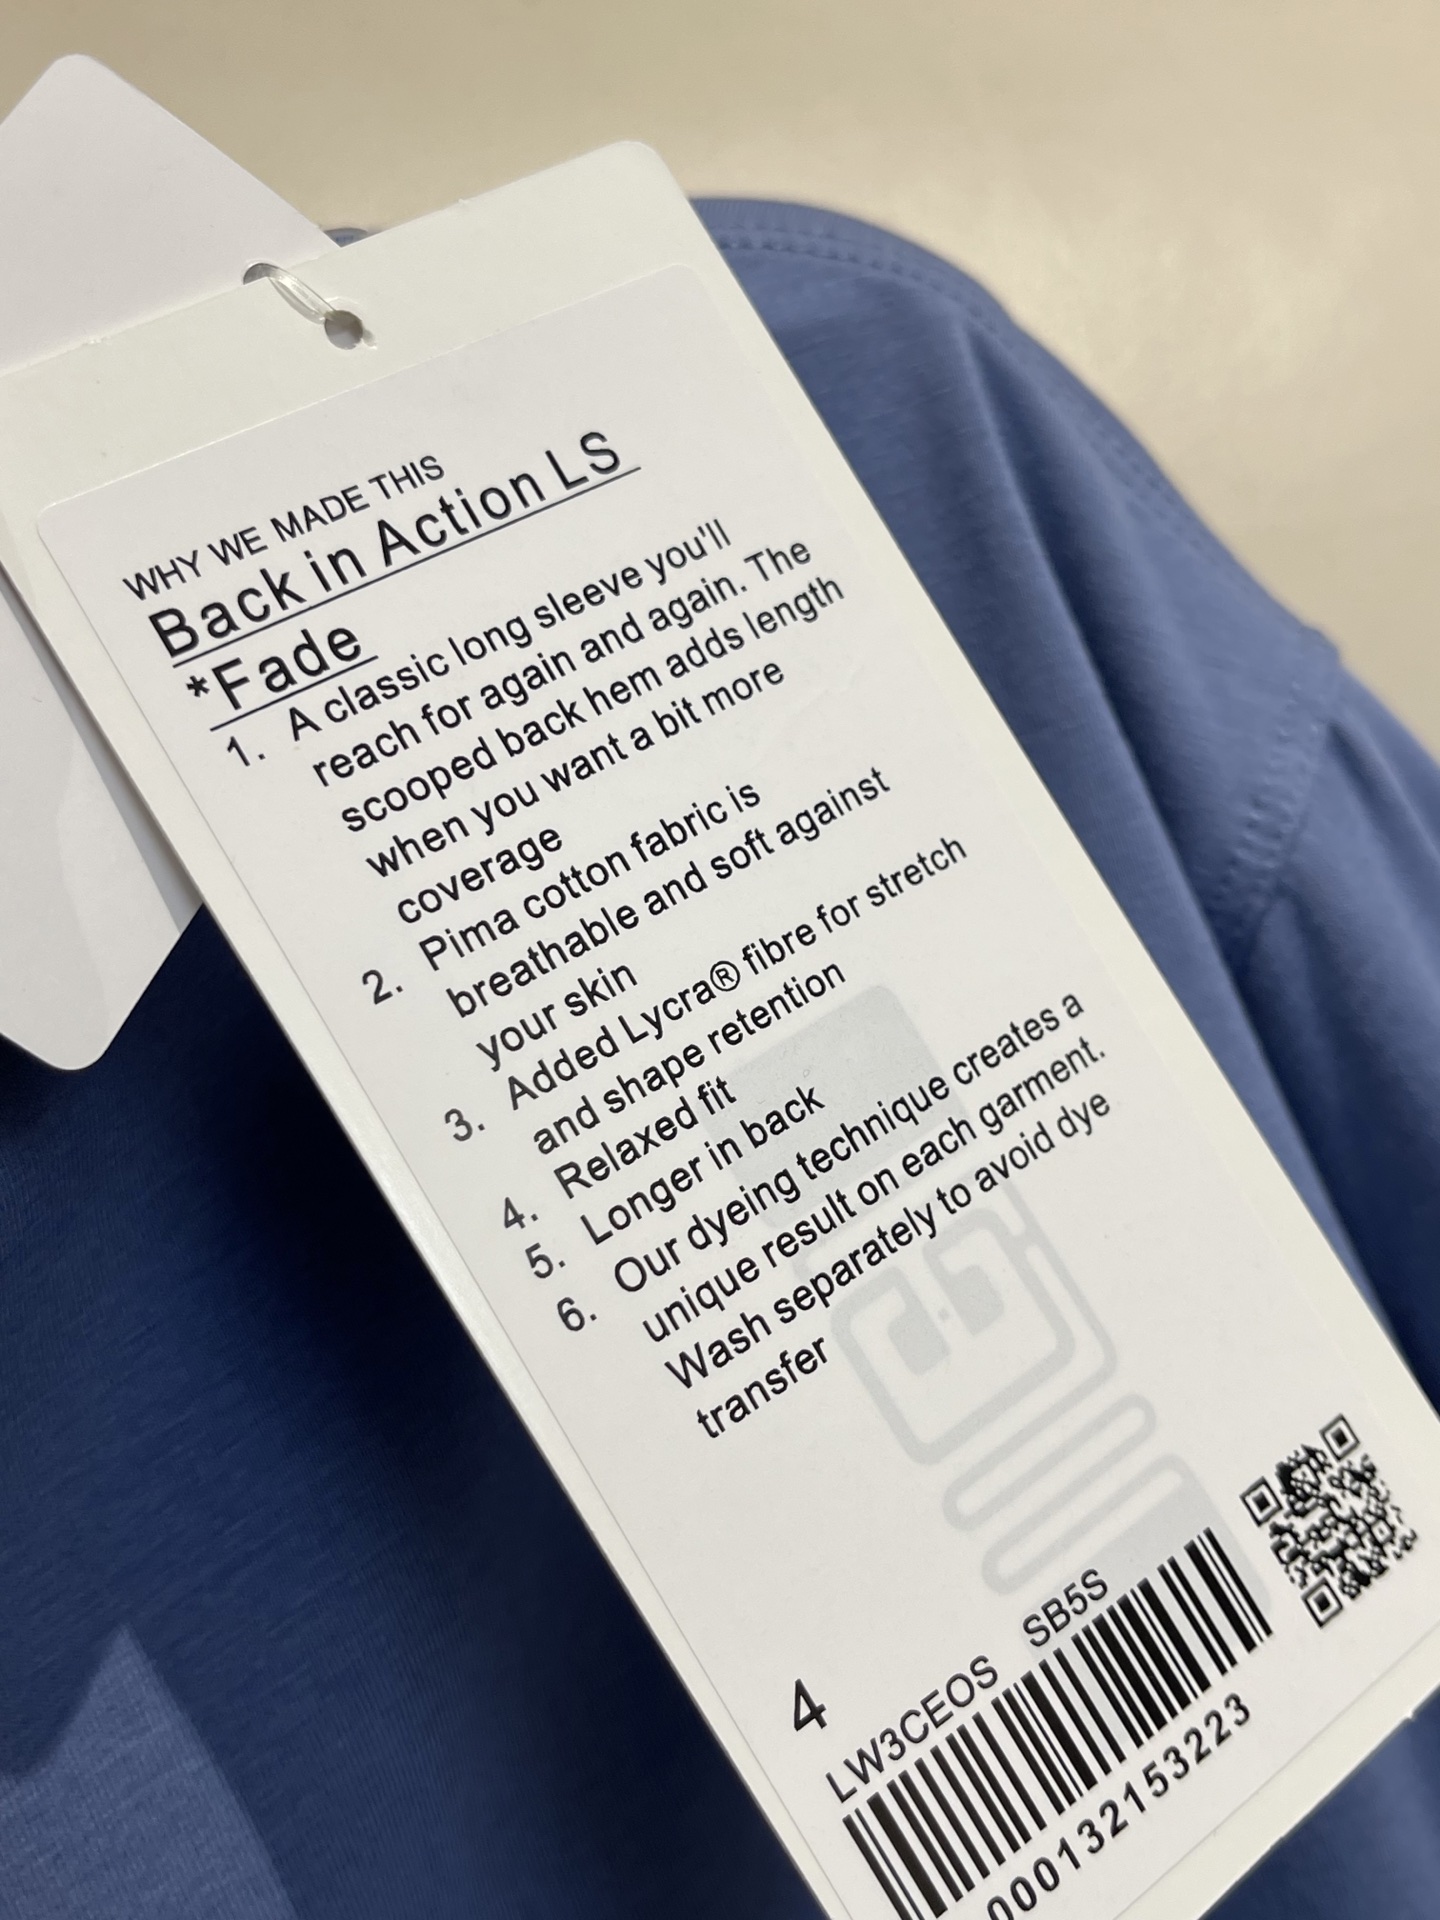 WHY WE MADE THIS
Back in Action LS
*Fade
1. A classic long sleeve you'll
reach for again and again. The
scooped back hem adds length
when you want a bit more
coverage
2. Pima cotton fabric is
breathable and soft against
your skin
3. Added Lycra® fibre for stretch
and shape retention
4. Relaxed fit
5. Longer in back
6. Our dyeing technique creates a
unique result on each garment.
Wash separately to avoid dye
transfer
4
LW3CEOS SB5S
000132153223